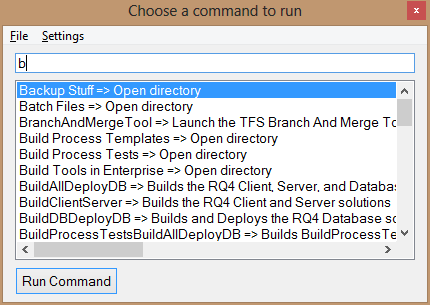 Choose a command to run
x
File Settings
b
Backup Stuff => Open directory
Batch Files => Open directory
BranchAndMergeTool => Launch the TFS Branch And Merge To
Build Process Templates => Open directory
Build Process Tests => Open directory
Build Tools in Enterprise => Open directory
BuildAllDeployDB => Builds the RQ4 Client, Server, and Databas
BuildClientServer => Builds the RQ4 Client and Server solutions
BuildDBDeployDB => Builds and Deploys the RQ4 Database so
BuildProcessTestsBuildAllDeployDB => Builds BuildProcessTe
Run Command